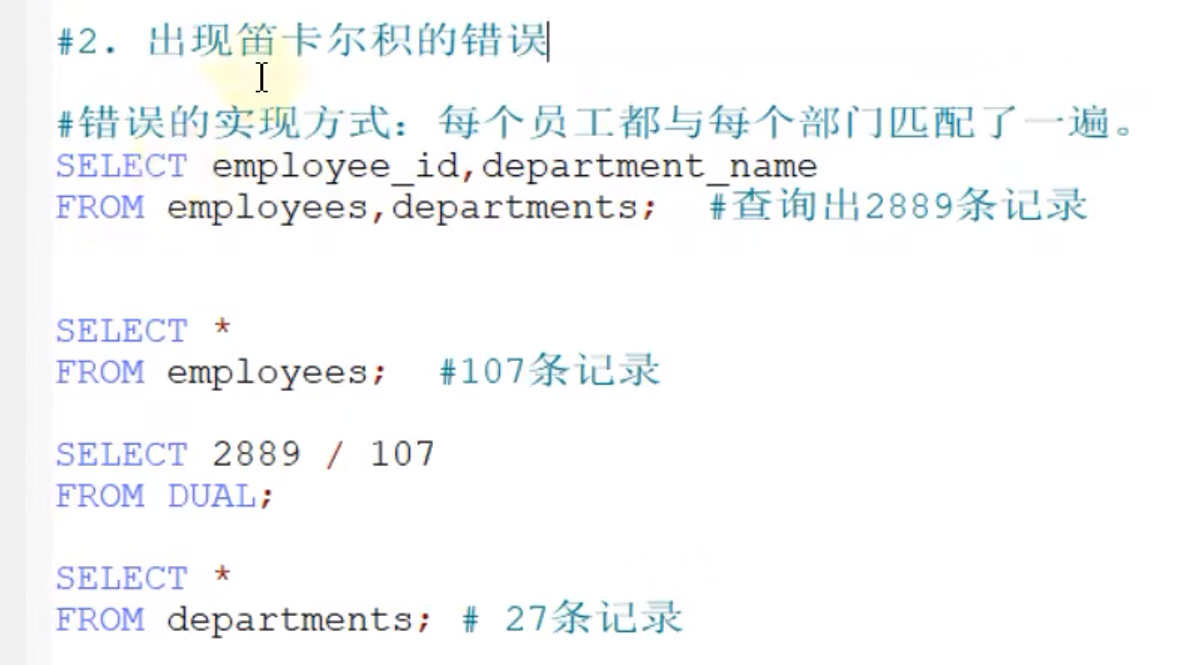 #2. 出现笛卡尔积的错误
#错误的实现方式：每个员工都与每个部门匹配了一遍。
SELECT employee_id,department_name
FROM employees,departments;  #查询出2889条记录
SELECT *
FROM employees;  #107条记录
SELECT 2889 / 107
FROM DUAL;
SELECT *
FROM departments; # 27条记录